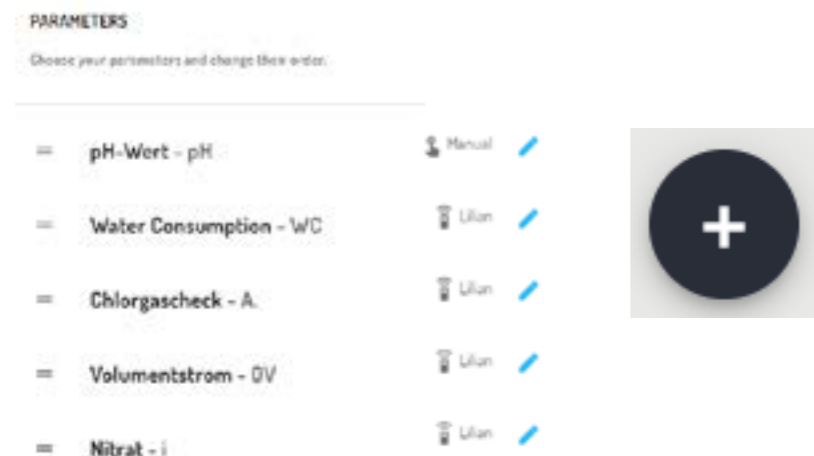 PARAMETERS
Choose your parameters and change their order.
pH-Wert - pH Manual
Water Consumption - WC Lilian
Chlorgascheck - A. Lilian
Volumentstrom - 0V Lilian
Nitrat - i Lilian
+